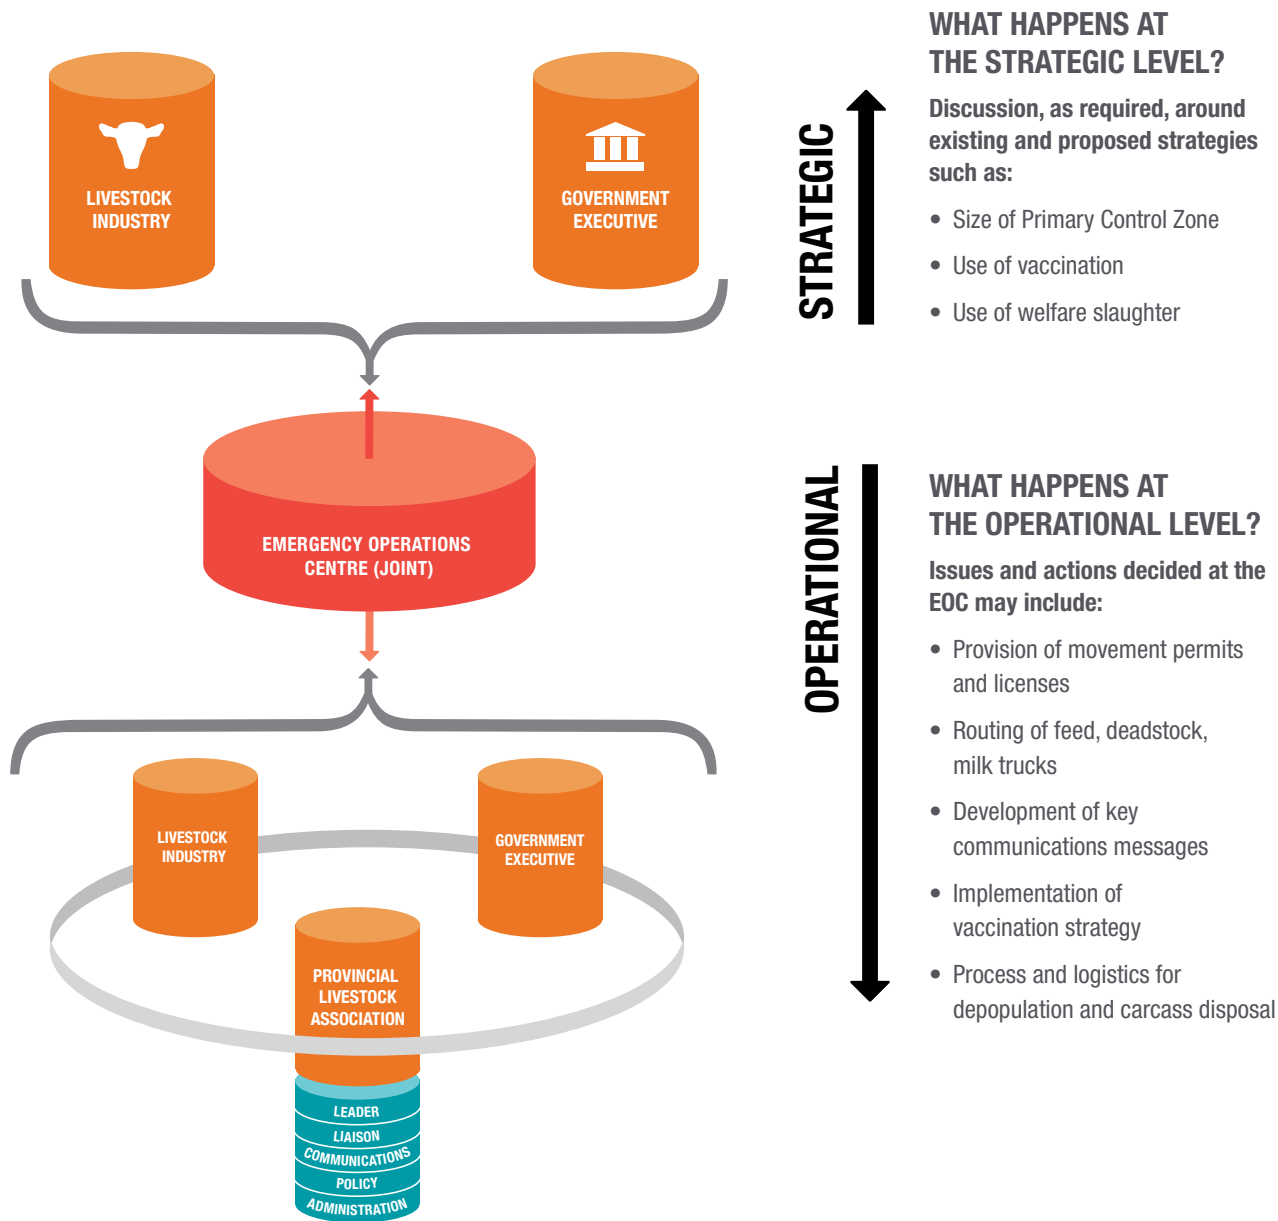 LIVESTOCK
INDUSTRY
GOVERNMENT
EXECUTIVE
EMERGENCY OPERATIONS
CENTRE (JOINT)
LIVESTOCK
INDUSTRY
GOVERNMENT
EXECUTIVE
PROVINCIAL
LIVESTOCK
ASSOCIATION
LEADER
LIAISON
COMMUNICATIONS
POLICY
ADMINISTRATION
STRATEGIC
WHAT HAPPENS AT
THE STRATEGIC LEVEL?
Discussion, as required, around
existing and proposed strategies
such as:
• Size of Primary Control Zone
• Use of vaccination
• Use of welfare slaughter
OPERATIONAL
WHAT HAPPENS AT
THE OPERATIONAL LEVEL?
Issues and actions decided at the
EOC may include:
• Provision of movement permits
and licenses
• Routing of feed, deadstock,
milk trucks
• Development of key
communications messages
• Implementation of
vaccination strategy
• Process and logistics for
depopulation and carcass disposal